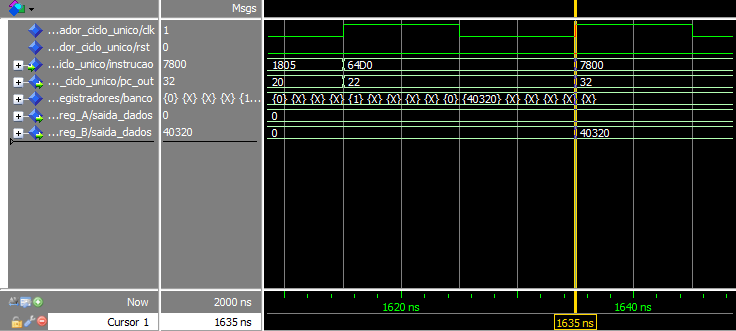 Msgs
...ador_ciclo_unico/clk 1
...dor_ciclo_unico/rst 0
...iclo_unico/instrucao 7800 1805 64D0 7800
..._ciclo_unico/pc_out 32 20 22 32
...egistradores/banco {0} {X} {X} {X} {1... {0} {X} {X} {X} {1} {X} {X} {X} {X} {0} {40320} {X} {X} {X} {X} {X}
...reg_A/saida_dados 0 0
...reg_B/saida_dados 40320 0 40320
Now 2000 ns 1620 ns 1640 ns
Cursor 1 1635 ns 1635 ns